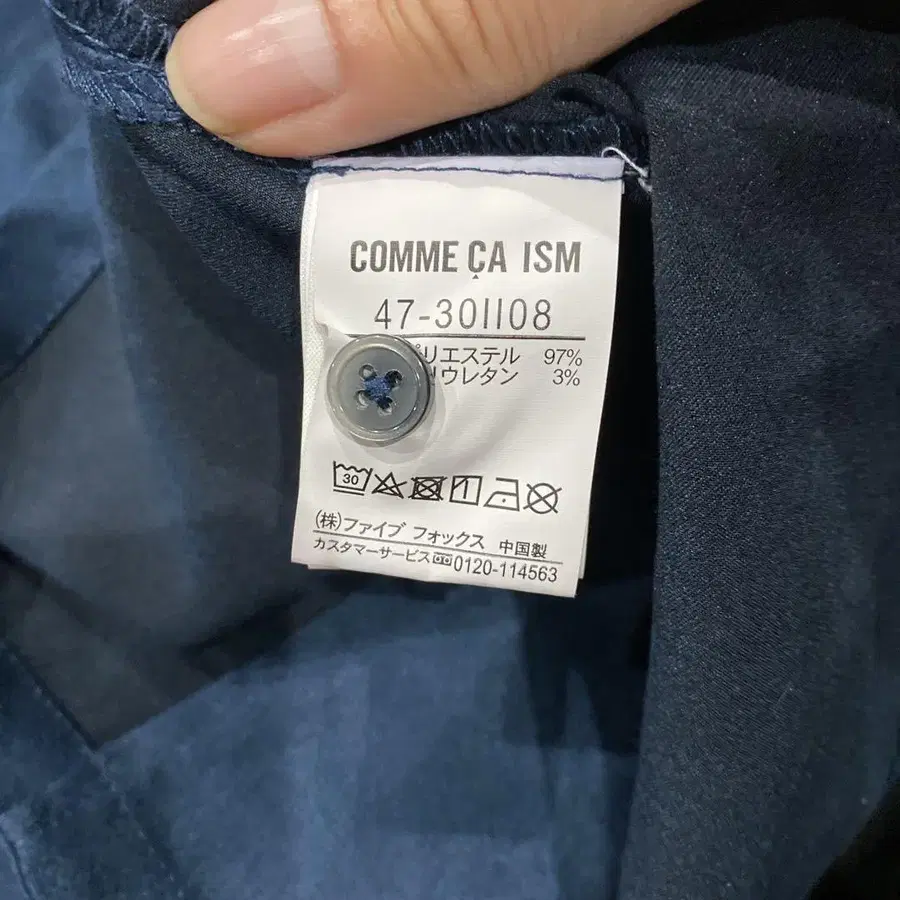 COMME ÇA ISM
47-301108
リエステル 97%
リウレタン 3%
30
(株)ファイブ フォックス 中国製
カスタマーサービス 0120-114563